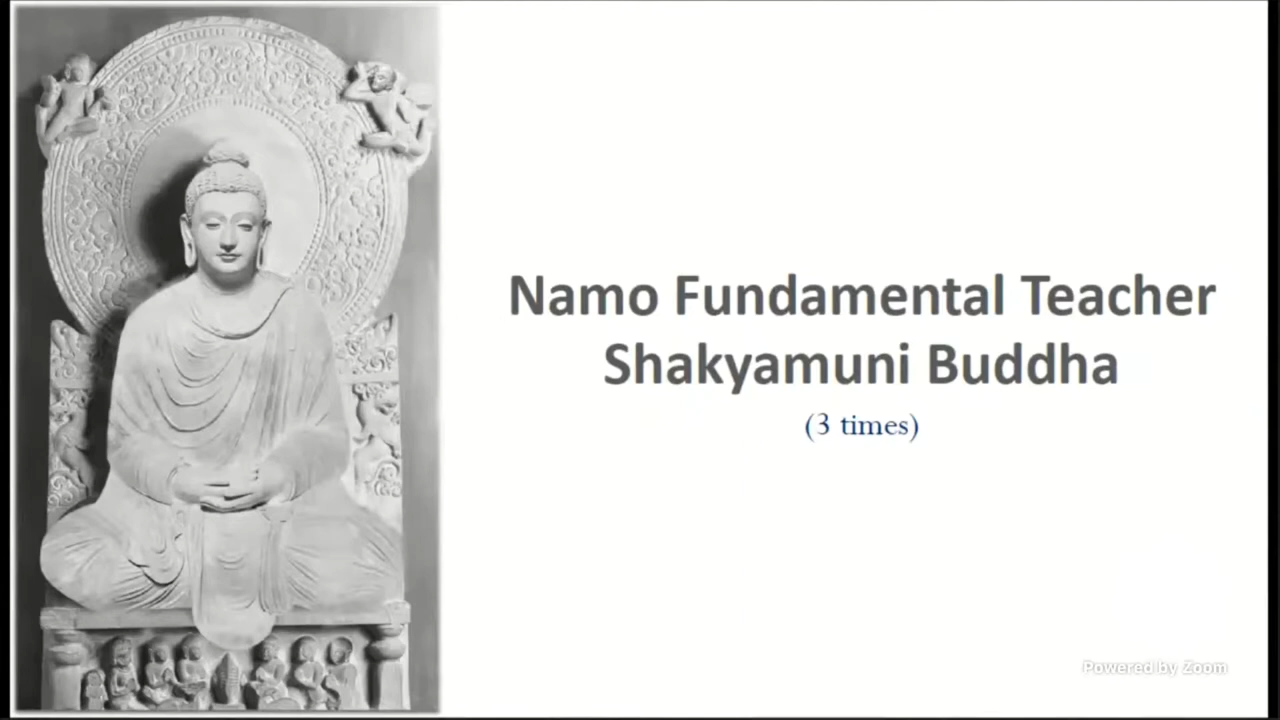 Namo Fundamental Teacher
Shakyamuni Buddha
(3 times)
Powered by Zoom